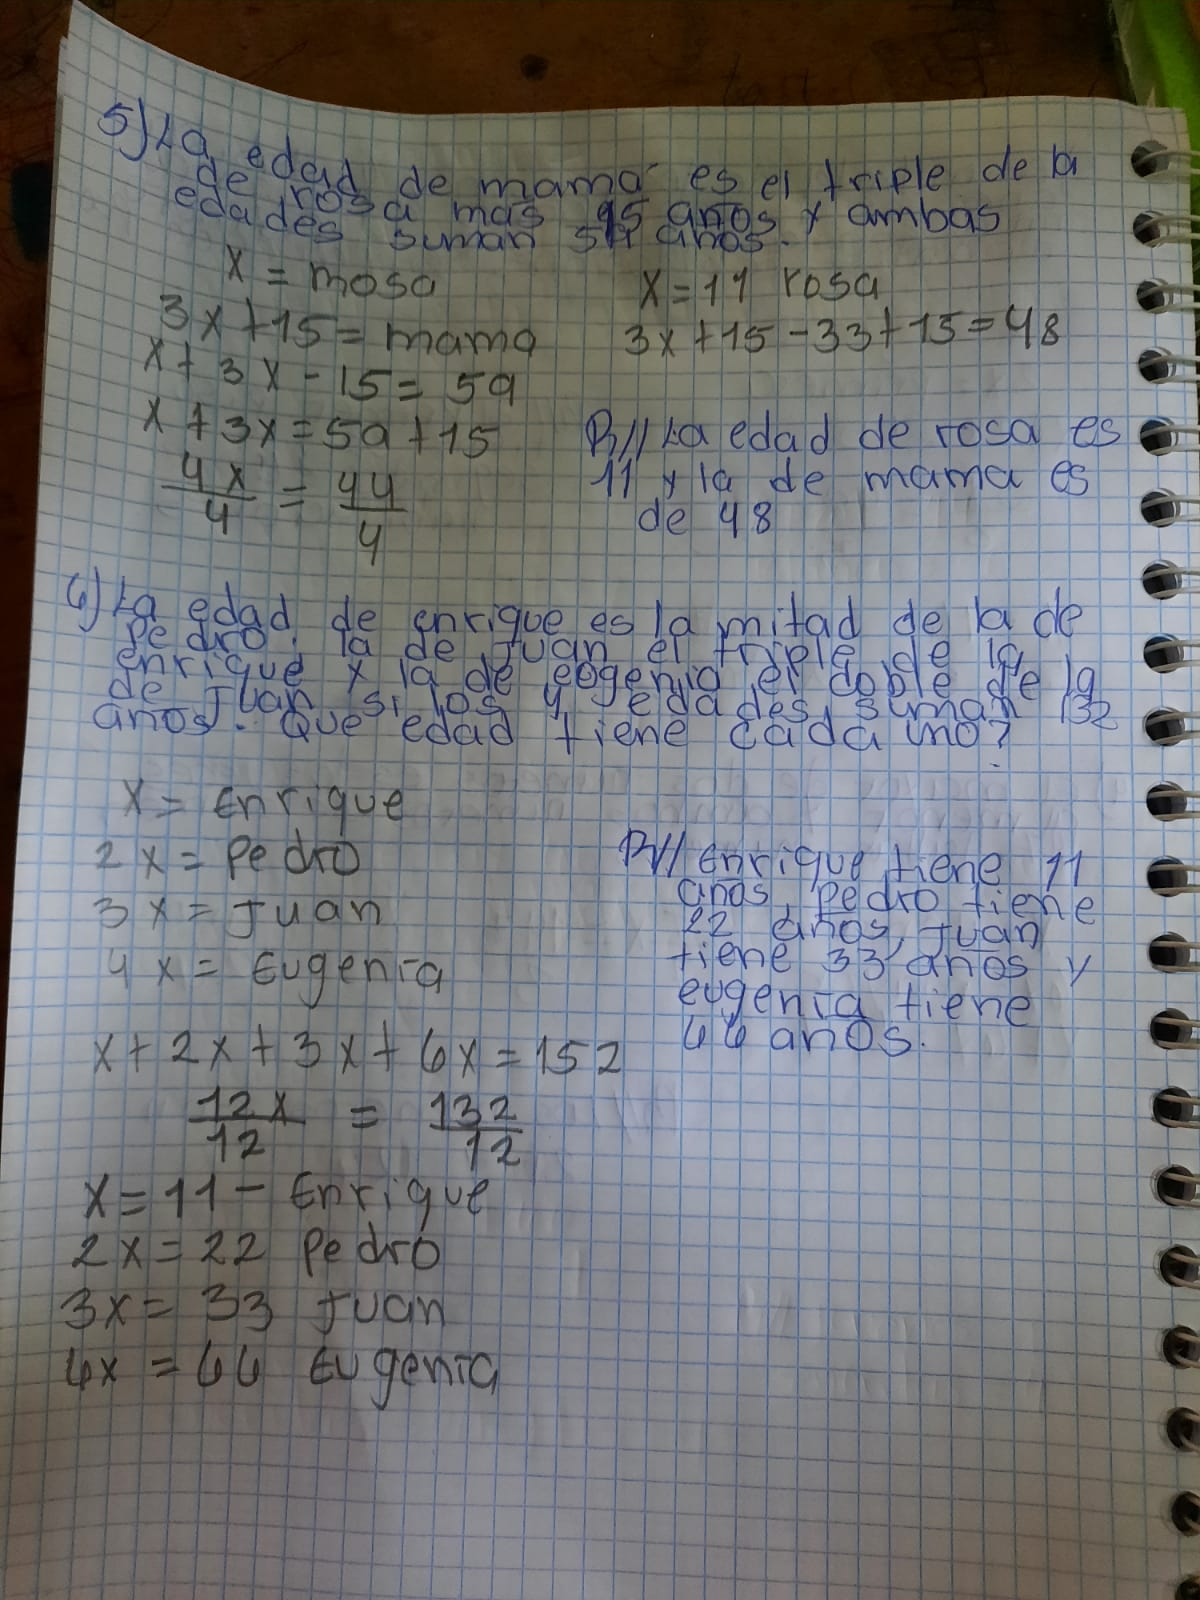 5) La edad de mamá es el triple de la
de rosa mas 15 años y ambas
edades suman 59 años.
x = mosa
3x+15 = mama
x + 3x - 15 = 59
x + 3x = 59 + 15
4x = 44
4 4
x = 11 rosa
3x + 15 - 33 + 15 = 48
R// La edad de rosa es
11 y la de mama es
de 48
6) La edad de enrique es la mitad de la de
Pedro, la de Juan el triple de la
enrique y la de eogenia el doble de la
de Juan si los 4 edades, suman 132
años. Que edad tiene cada uno?
x = Enrique
2x = Pedro
3x = Juan
4x = Eugenia
x + 2x + 3x + 6x = 152
12x = 132
12 12
x = 11 - Enrique
2x = 22 Pedro
3x = 33 Juan
6x = 66 Eugenia
R// Enrique tiene 11
años, pedro tiene
22 años, Juan
tiene 33 años y
eugenia tiene
66 años.